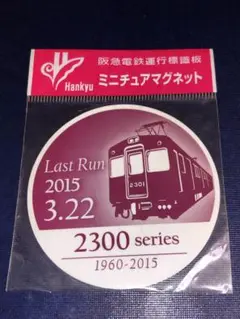 Hankyu
阪急電鉄運行標識板
ミニチュアマグネット
Last Run
2015
3.22
2301
2300 series
1960-2015